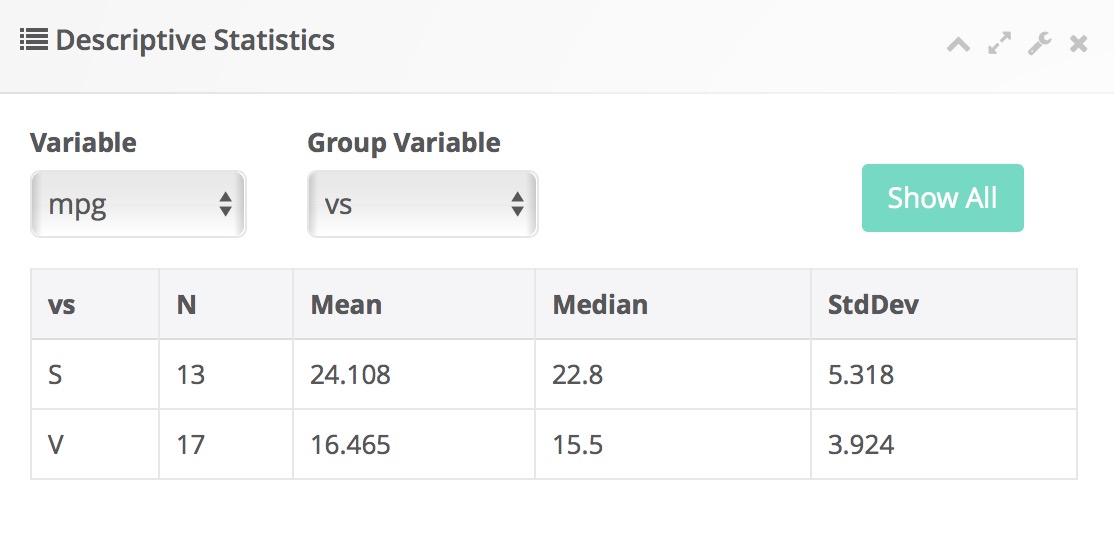 Descriptive Statistics
Variable Group Variable
mpg vs Show All
vs N Mean Median StdDev
S 13 24.108 22.8 5.318
V 17 16.465 15.5 3.924